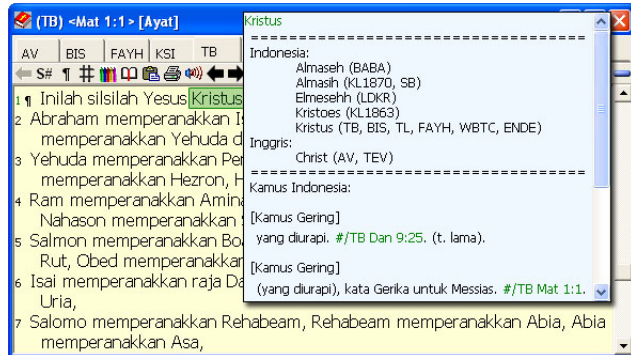 (TB) <Mat 1:1> [Ayat]
AV BIS FAYH KSI TB
S# ¶
1 ¶ Inilah silsilah Yesus Kristus
2 Abraham memperanakkan
memperanakkan Yehuda
3 Yehuda memperanakkan
memperanakkan Hezron,
4 Ram memperanakkan
Nahason memperanakkan
5 Salmon memperanakkan
Rut, Obed memperanakkan
6 Isai memperanakkan raja
Uria,
7 Salomo memperanakkan Rehabeam, Rehabeam memperanakkan Abia, Abia
memperanakkan Asa,
Kristus
========================================
Indonesia:
Almaseh (BABA)
Almasih (KL1870, SB)
Elmesehh (LDKR)
Kristoes (KL1863)
Kristus (TB, BIS, TL, FAYH, WBTC, ENDE)
Inggris:
Christ (AV, TEV)
========================================
Kamus Indonesia:
[Kamus Gering]
yang diurapi. #/TB Dan 9:25. (t. lama).
[Kamus Gering]
(yang diurapi), kata Gerika untuk Messias. #/TB Mat 1:1.